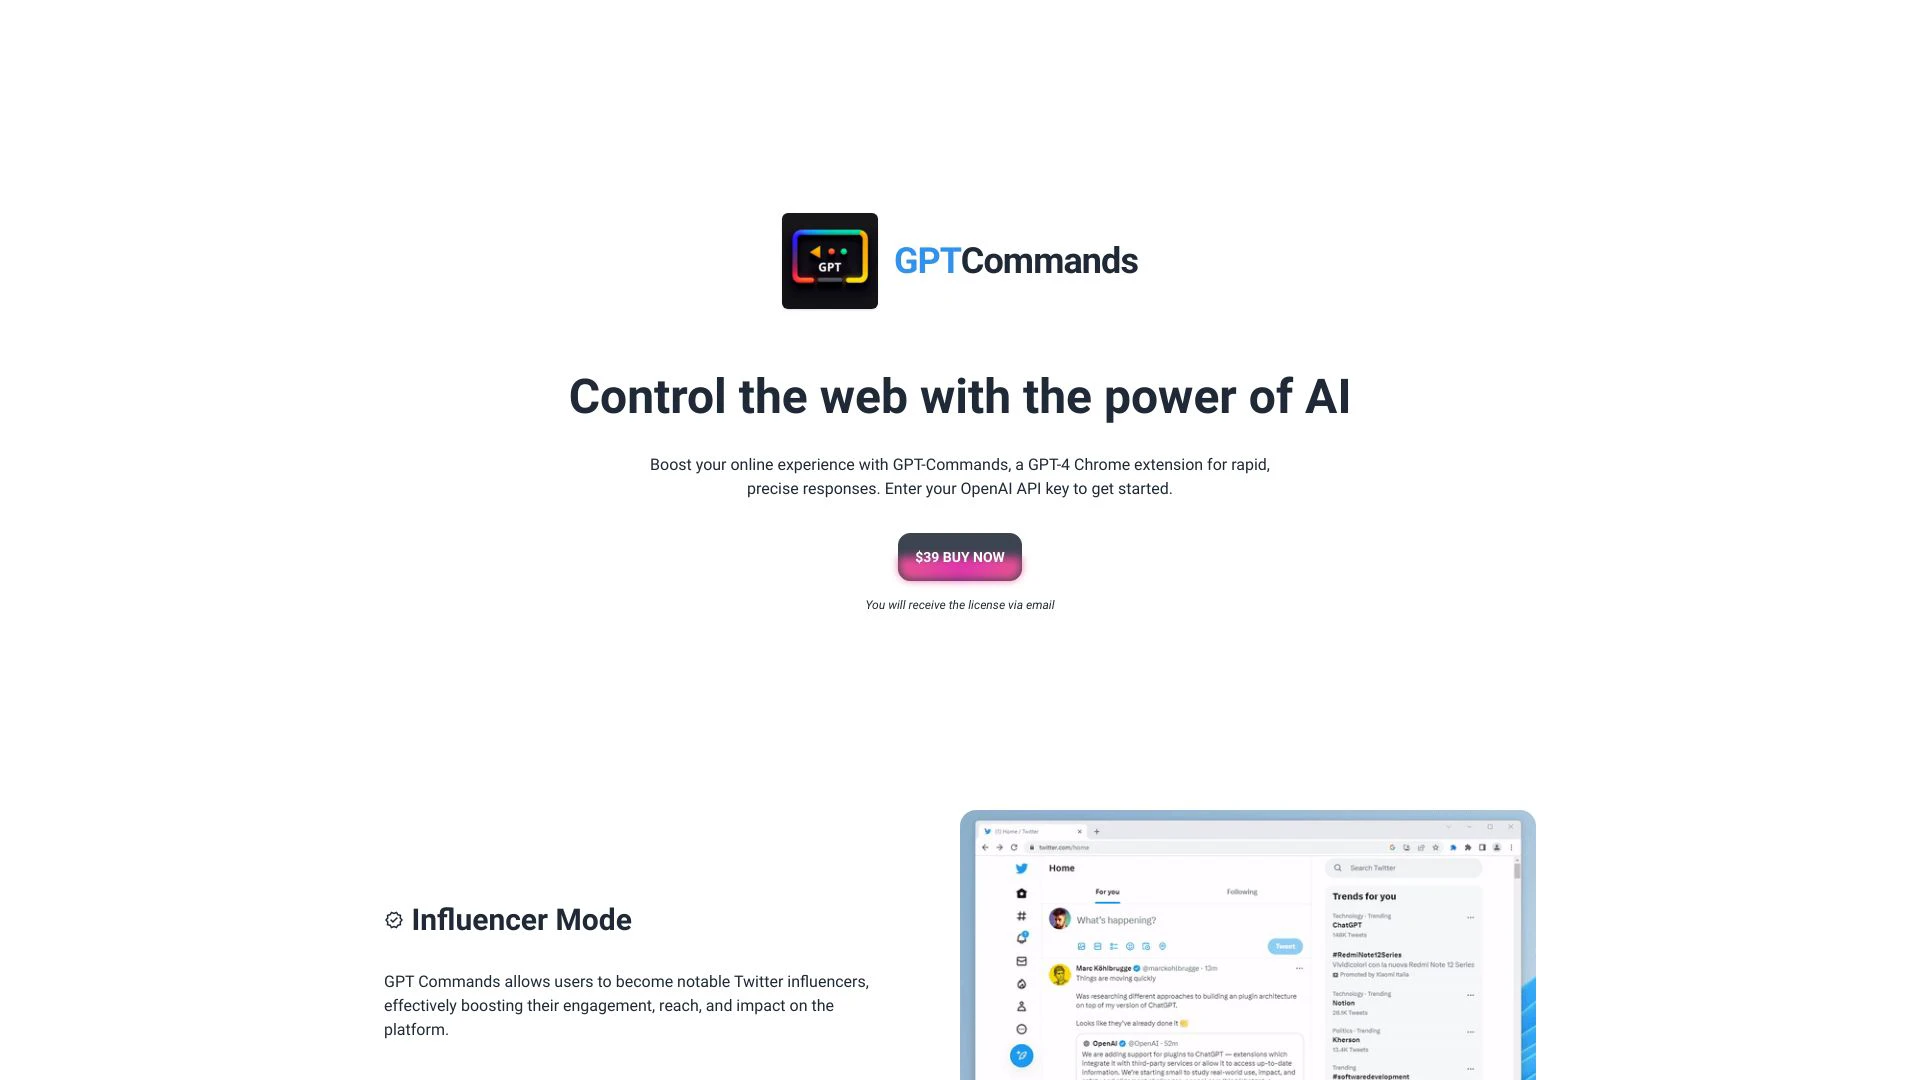 GPT
GPTCommands
Control the web with the power of AI
Boost your online experience with GPT-Commands, a GPT-4 Chrome extension for rapid,
precise responses. Enter your OpenAI API key to get started.
$39 BUY NOW
You will receive the license via email
Influencer Mode
GPT Commands allows users to become notable Twitter influencers,
effectively boosting their engagement, reach, and impact on the
platform.
(1) Home / Twitter
twitter.com/home
Home
For you
Following
What's happening?
Tweet
Marc Köhlbrugge @marckohlbrugge · 13m
Things are moving quickly
Was researching different approaches to building an plugin architecture
on top of my version of ChatGPT.
Looks like they've already done it
OpenAI @OpenAI · 52m
We are adding support for plugins to ChatGPT — extensions which
integrate it with third-party services or allow it to access up-to-date
information. We're starting small to study real-world use, impact, and
Search Twitter
Trends for you
Technology · Trending
ChatGPT
Tweets
#RedmiNote12Series
Vividicolori con la nuova Redmi Note 12 Series
Promoted by Xiaomi Italia
Technology · Trending
Notion
28.1K Tweets
Politics · Trending
Kherson
13.4K Tweets
Trending
#softwaredevelopment